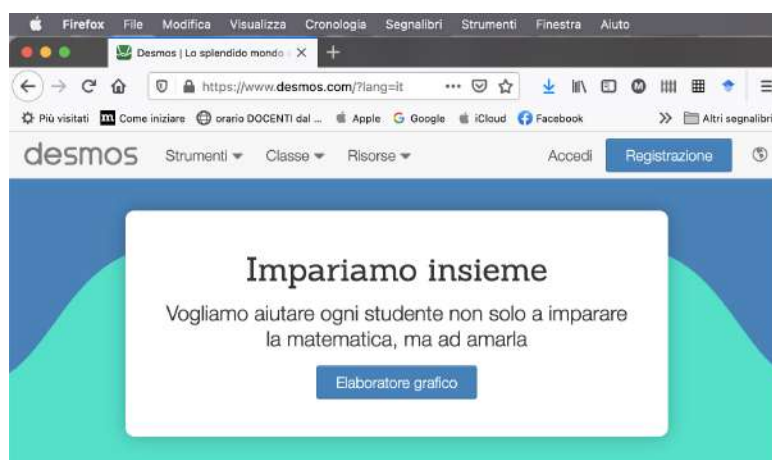 Firefox File Modifica Visualizza Cronologia Segnalibri Strumenti Finestra Aiuto
Desmos | Lo splendido mondo
https://www.desmos.com/?lang=it
Più visitati Come iniziare orario DOCENTI dal ... Apple Google iCloud Facebook Altri segnalibri
desmos Strumenti Classe Risorse Accedi Registrazione
Impariamo insieme
Vogliamo aiutare ogni studente non solo a imparare
la matematica, ma ad amarla
Elaboratore grafico